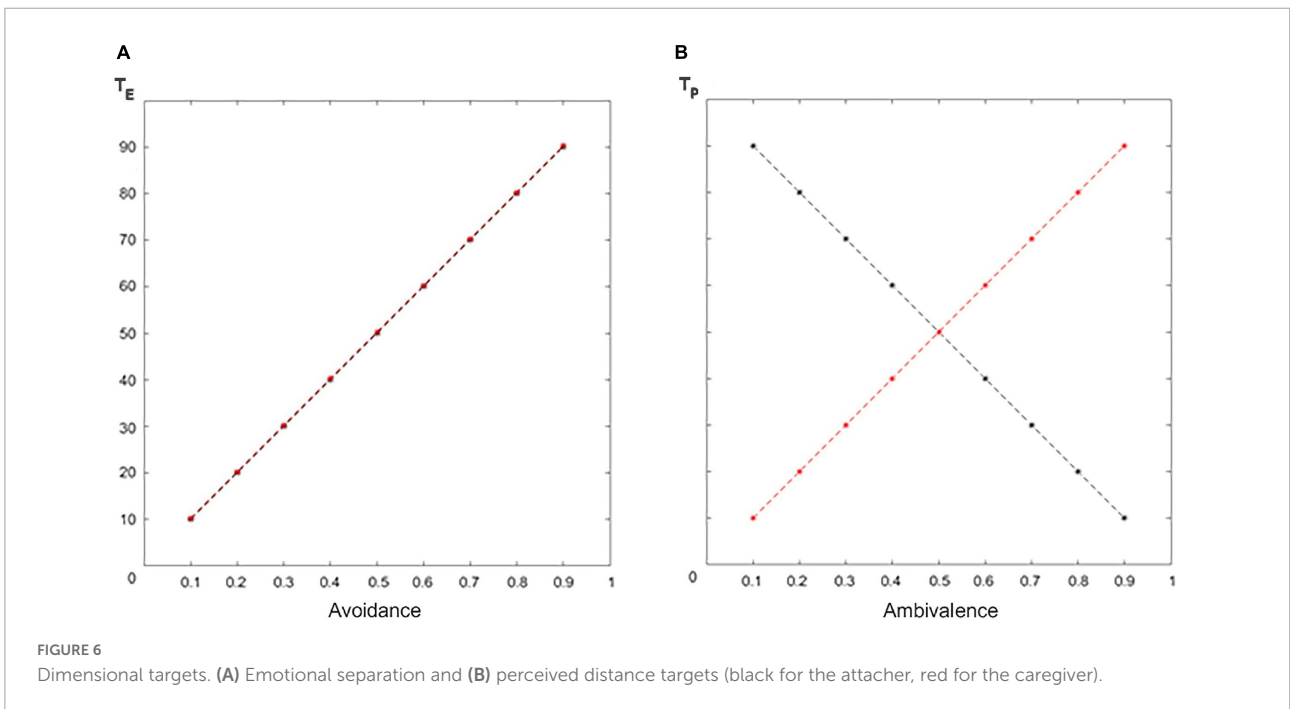 A
B
T_E
T_P
90
80
70
60
50
40
30
20
10
0
0.1 0.2 0.3 0.4 0.5 0.6 0.7 0.8 0.9 1
Avoidance
0
0.1 0.2 0.3 0.4 0.5 0.6 0.7 0.8 0.9 1
Ambivalence
FIGURE 6
Dimensional targets. (A) Emotional separation and (B) perceived distance targets (black for the attacher, red for the caregiver).